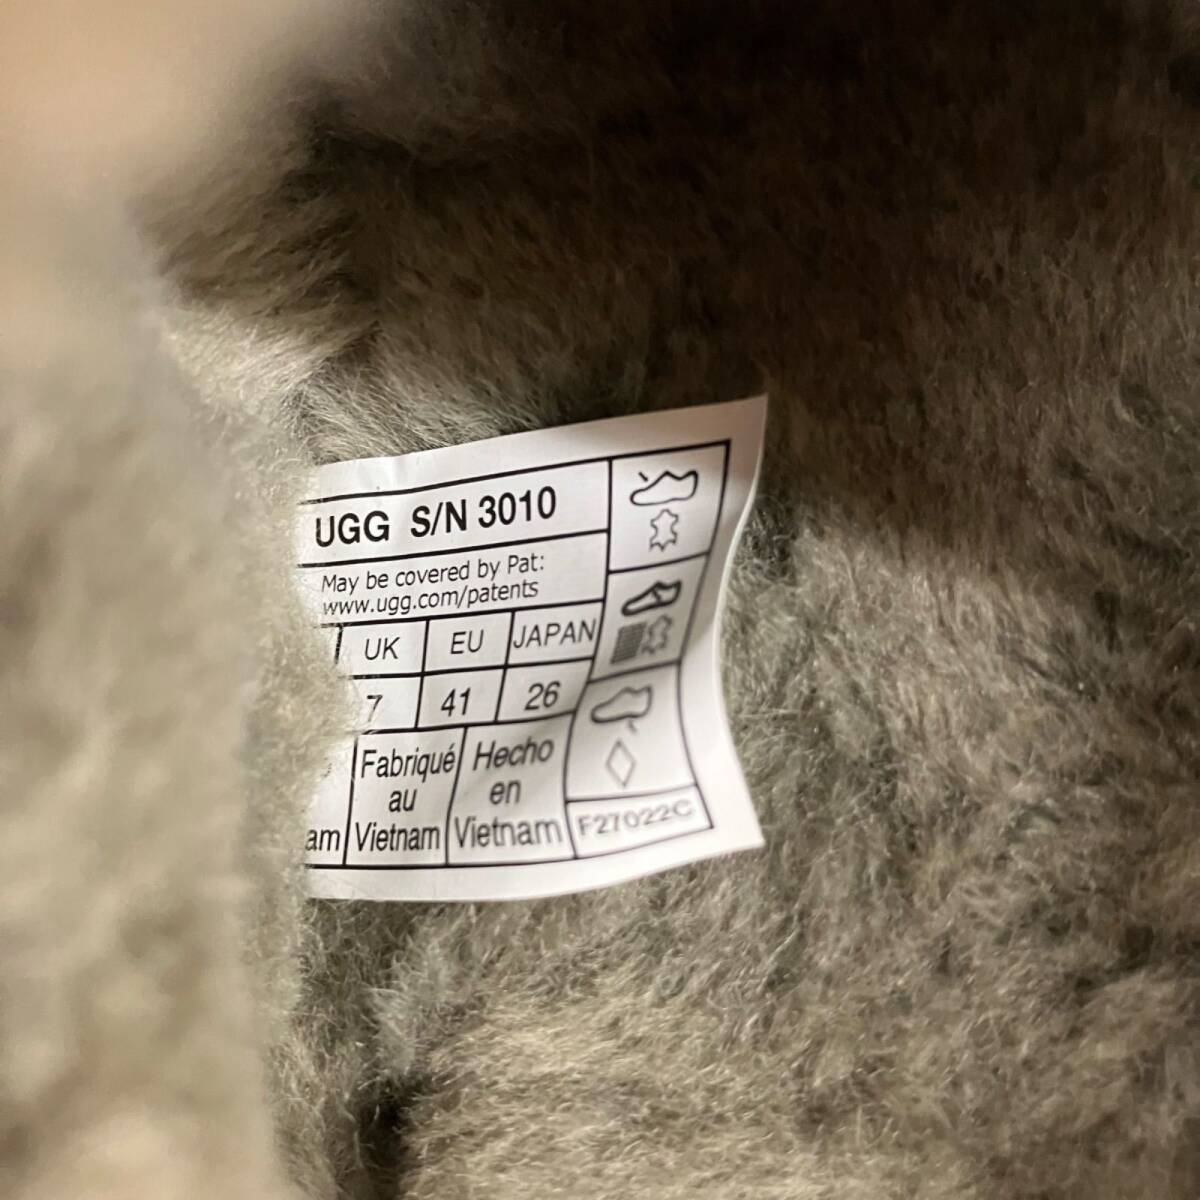 UGG S/N 3010
May be covered by Pat:
www.ugg.com/patents
UK EU JAPAN
7 41 26
Fabriqué au Vietnam
Hecho en Vietnam
F27022C